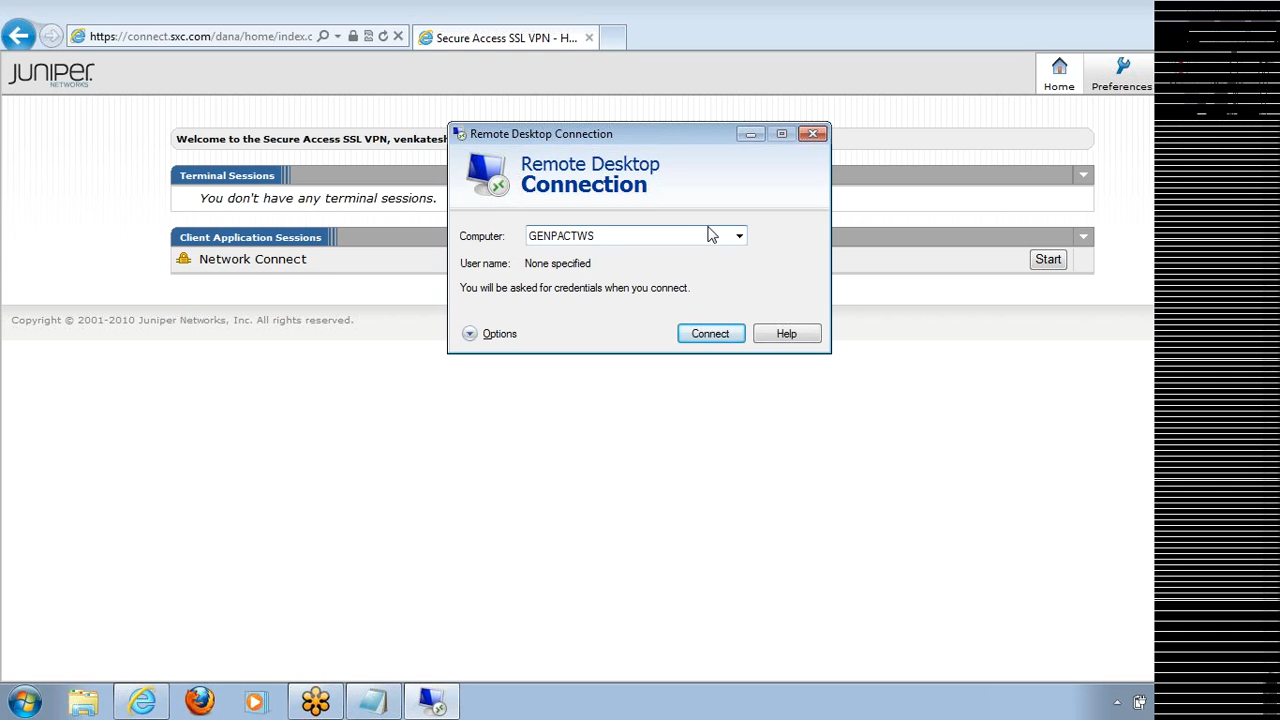 https://connect.sxc.com/dana/home/index.c
Secure Access SSL VPN - H...
Juniper
NETWORKS
Home
Preferences
Welcome to the Secure Access SSL VPN, venkatesh
Terminal Sessions
You don't have any terminal sessions.
Client Application Sessions
Network Connect
Start
Copyright © 2001-2010 Juniper Networks, Inc. All rights reserved.
Remote Desktop Connection
Remote Desktop
Connection
Computer: GENPACTWS
User name: None specified
You will be asked for credentials when you connect.
Options
Connect
Help